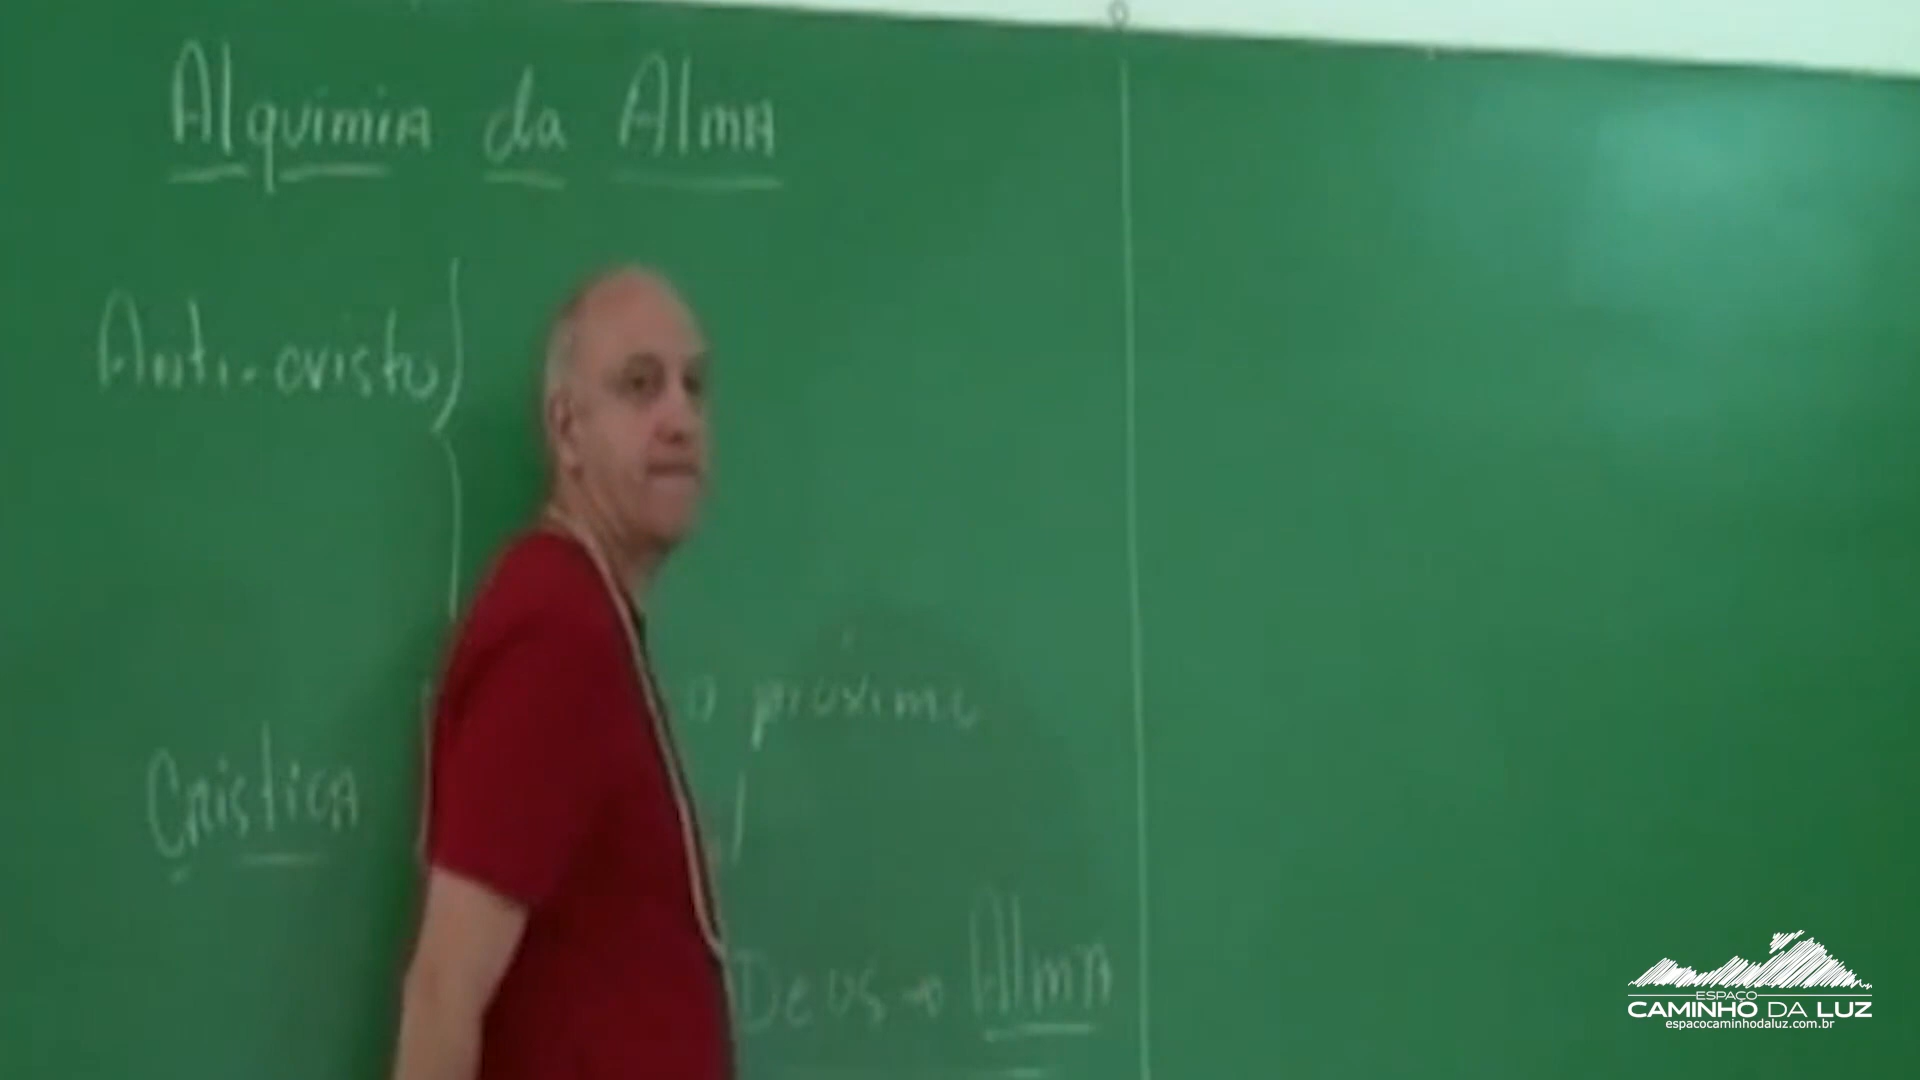 Alquimia da Alma
Anti-cristo
o próximo
Crística
Deus → Alma
ESPAÇO
CAMINHO DA LUZ
espacocaminhodaluz.com.br